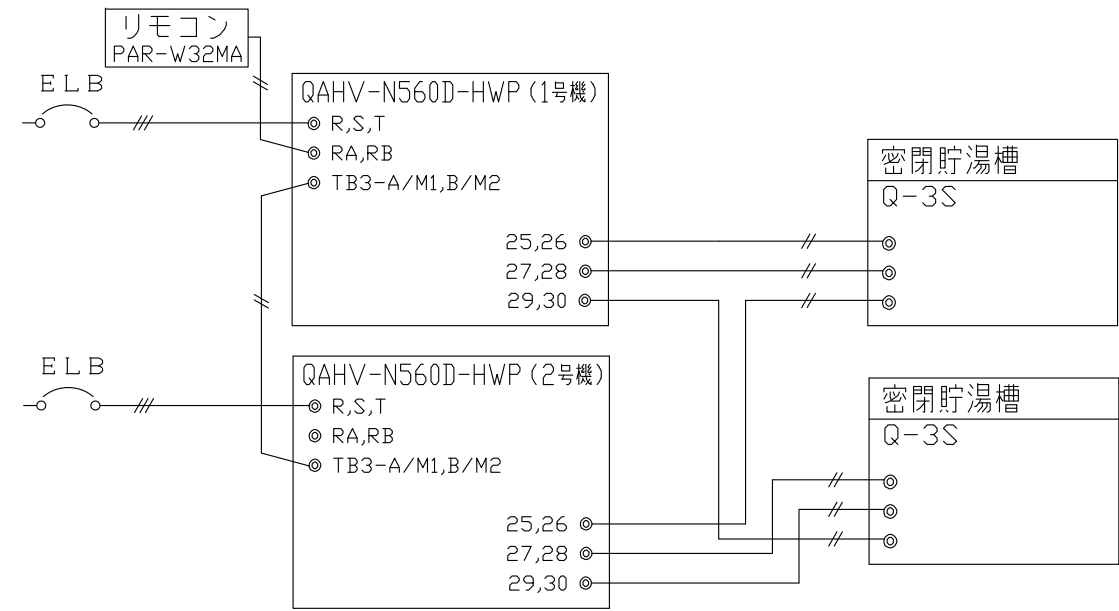 リモコン
PAR-W32MA
ELB
QAHV-N560D-HWP(1号機)
R,S,T
RA,RB
TB3-A/M1,B/M2
25,26
27,28
29,30
密閉貯湯槽
Q-3S
ELB
QAHV-N560D-HWP(2号機)
R,S,T
RA,RB
TB3-A/M1,B/M2
25,26
27,28
29,30
密閉貯湯槽
Q-3S